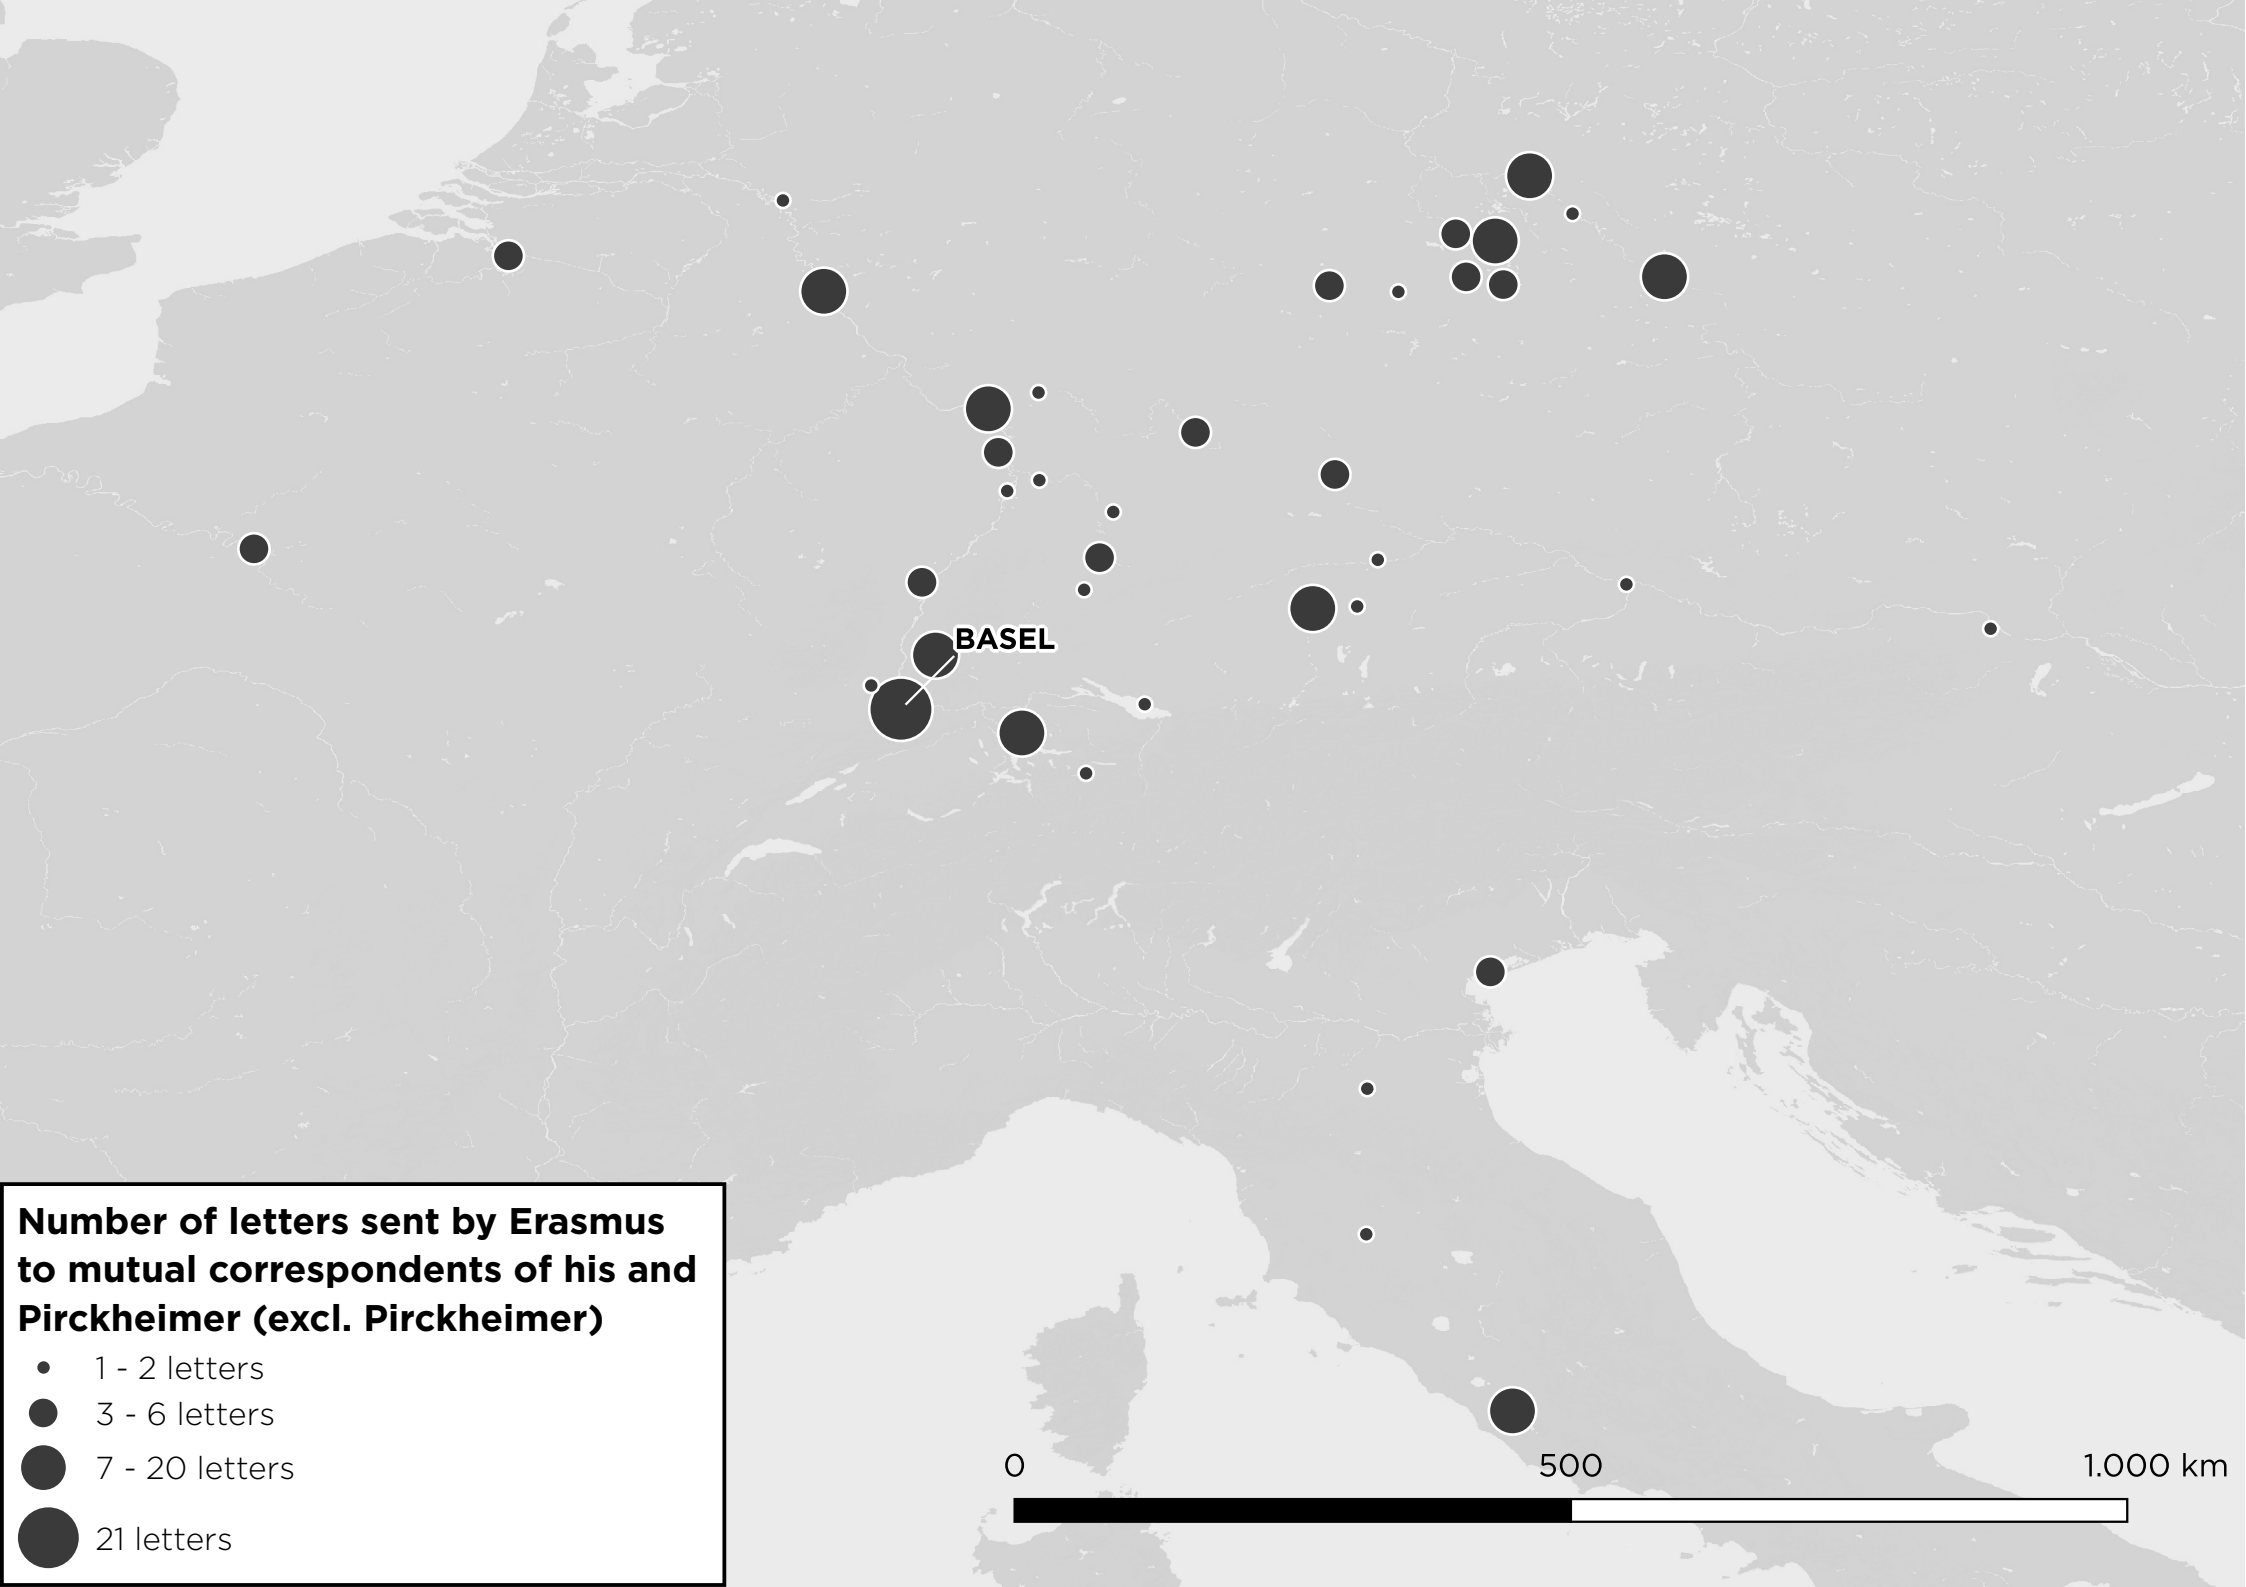 BASEL
Number of letters sent by Erasmus
to mutual correspondents of his and
Pirckheimer (excl. Pirckheimer)
1 - 2 letters
3 - 6 letters
7 - 20 letters
21 letters
0 500 1.000 km